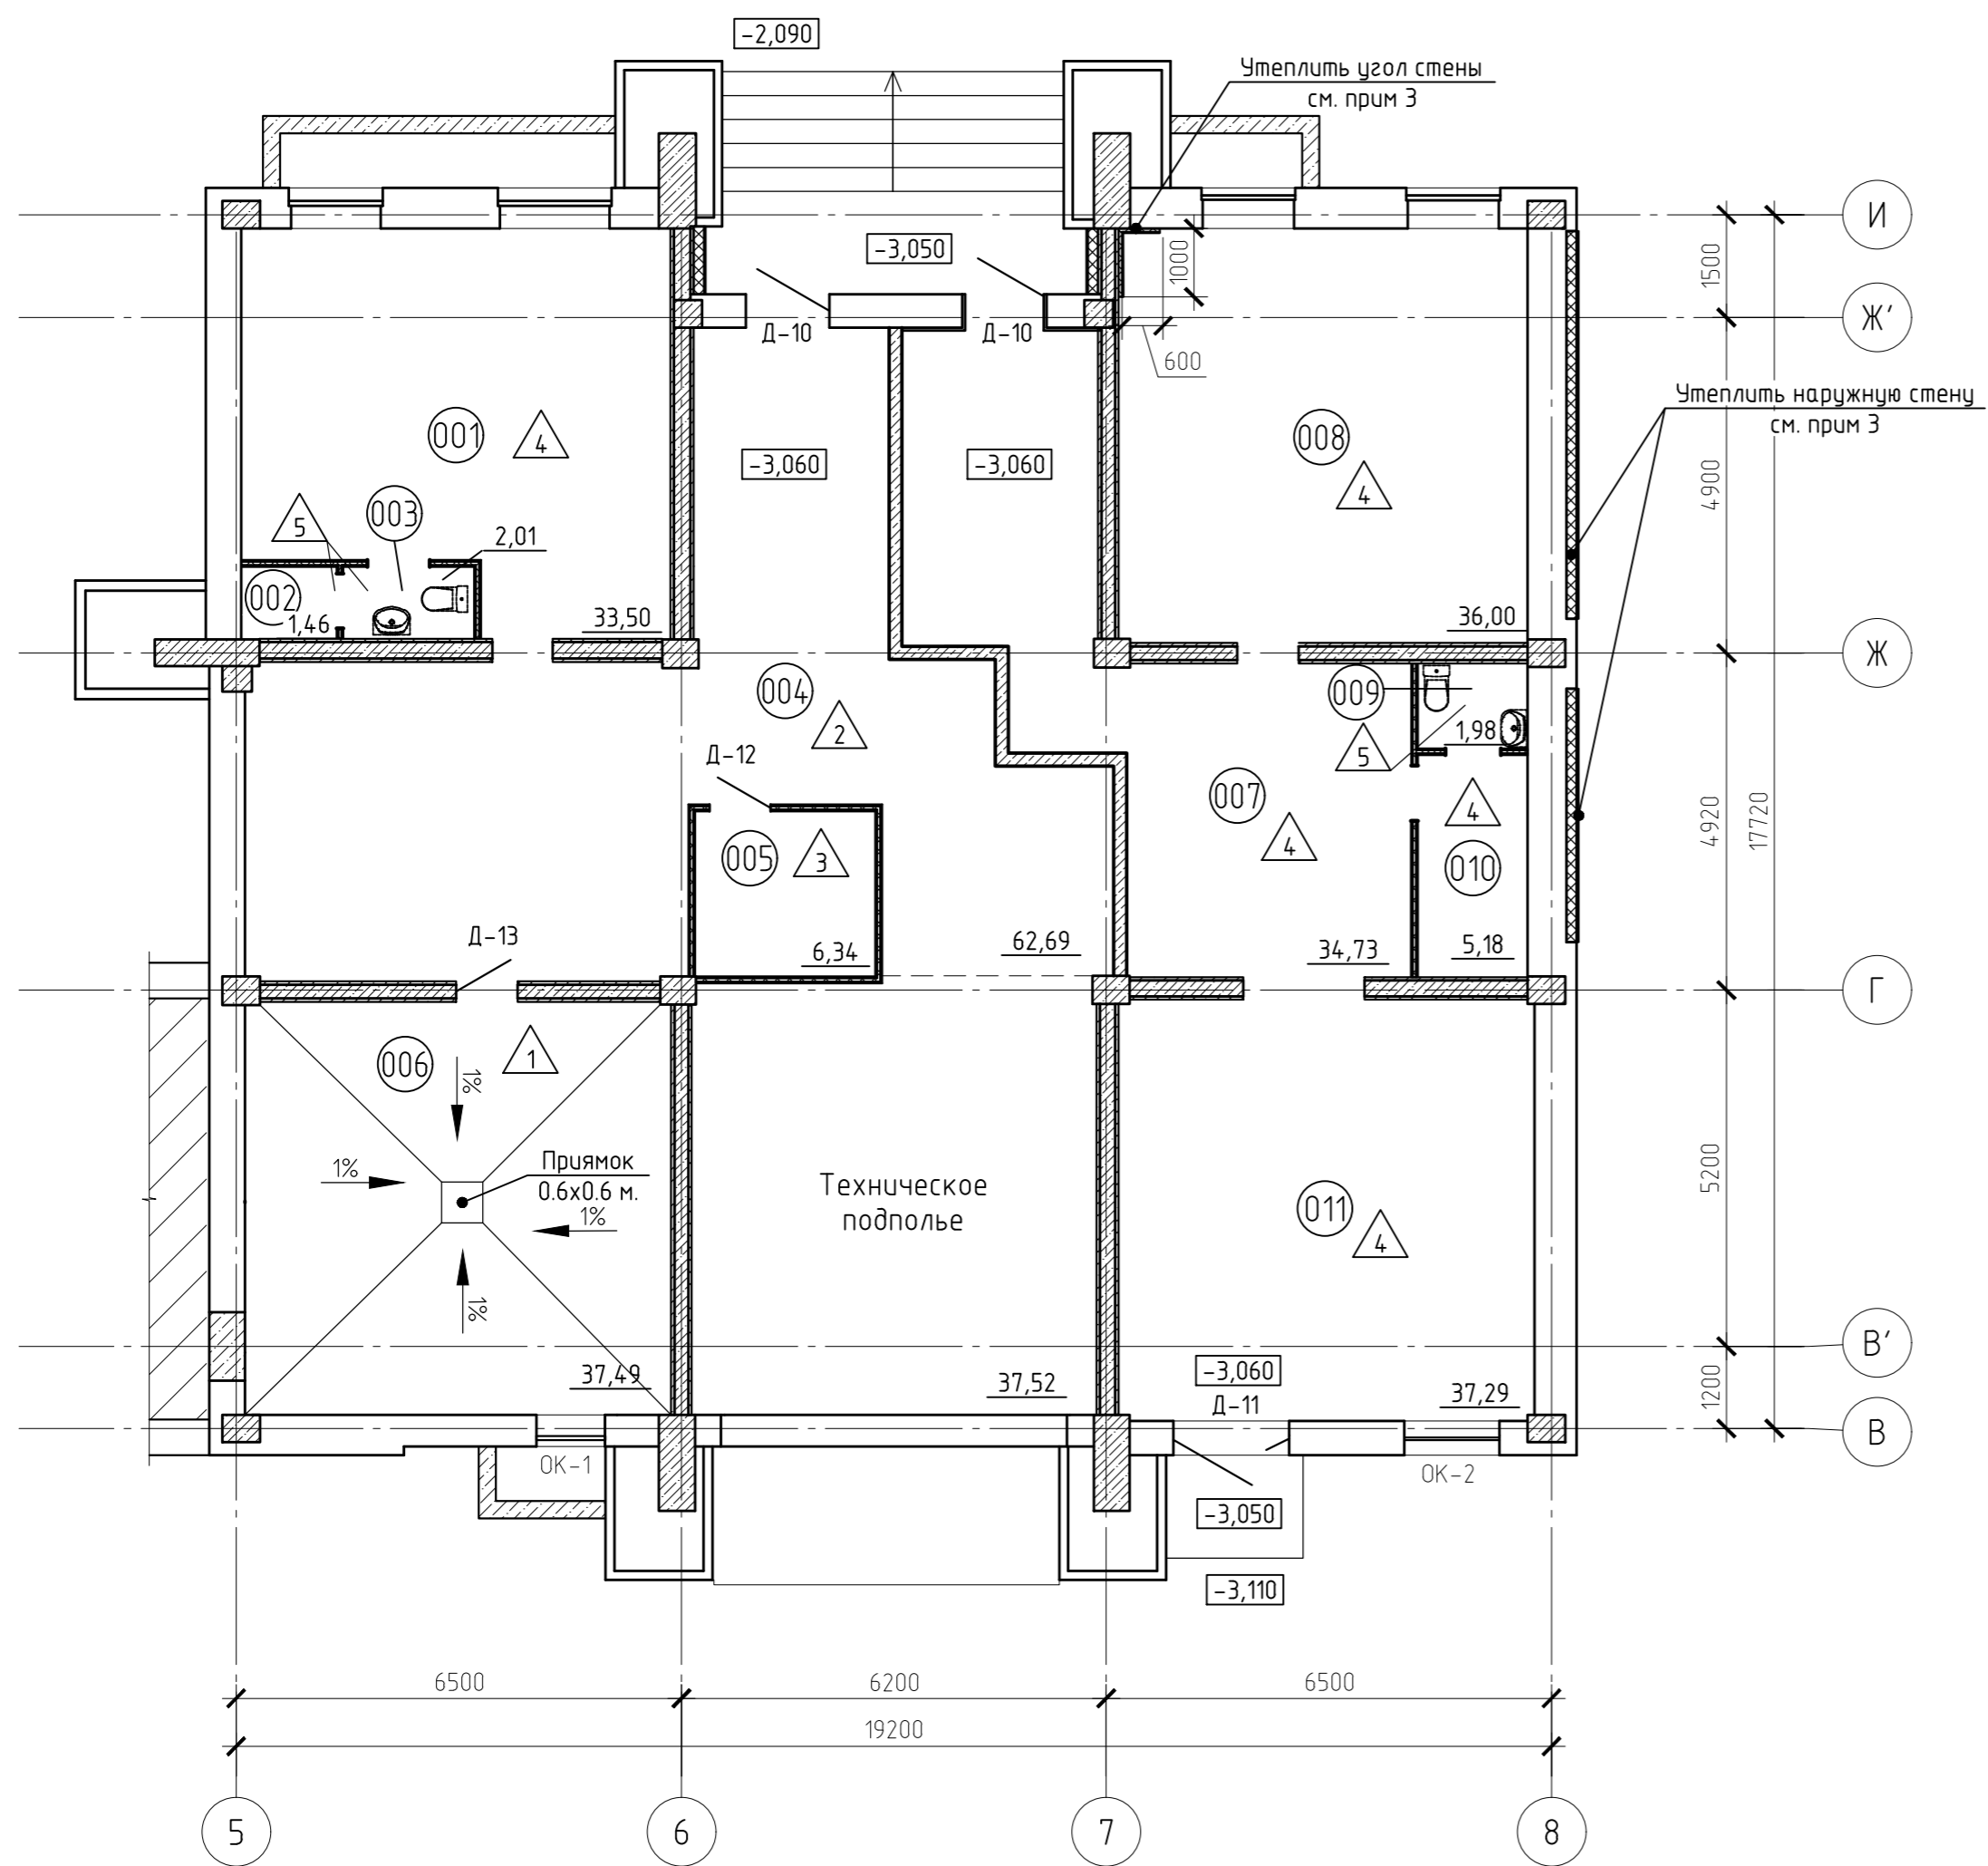 -2,090
Утеплить угол стены
см. прим 3
И
-3,050
1000
1500
Ж'
Д-10
Д-10
600
Утеплить наружную стену
см. прим 3
001
4
008
4
-3,060
-3,060
4900
5
003
2,01
002
1,46
33,50
36,00
Ж
004
2
009
1,98
5
Д-12
007
4
4
4920
17720
005
3
010
Д-13
6,34
62,69
34,73
5,18
Г
006
1
1%
1%
Приямок
0.6х0.6 м.
1%
1%
Техническое
подполье
011
4
5200
В'
37,49
37,52
-3,060
37,29
Д-11
1200
В
ОК-1
ОК-2
-3,050
-3,110
6500
6200
6500
19200
5
6
7
8